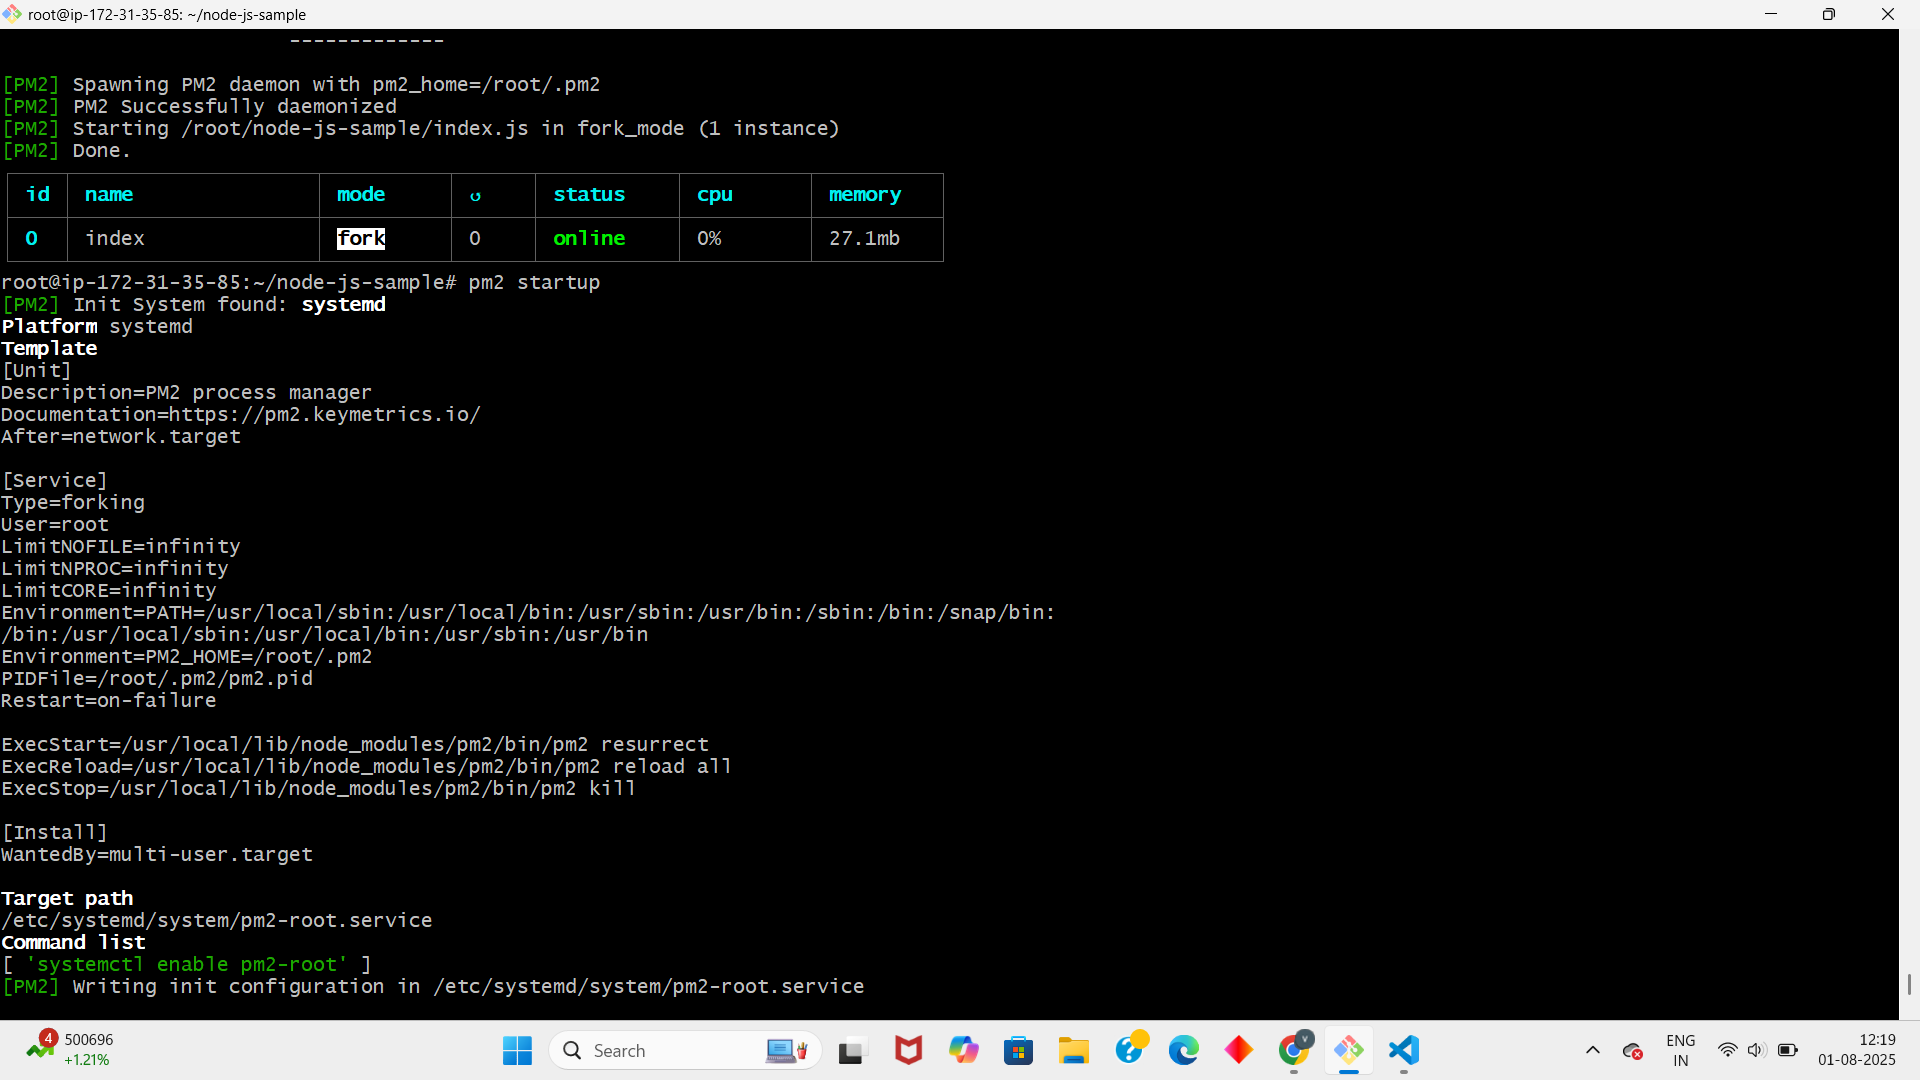 root@ip-172-31-35-85: ~/node-js-sample
-------------
[PM2] Spawning PM2 daemon with pm2_home=/root/.pm2
[PM2] PM2 Successfully daemonized
[PM2] Starting /root/node-js-sample/index.js in fork_mode (1 instance)
[PM2] Done.
id name mode ↺ status cpu memory
0 index fork 0 online 0% 27.1mb
root@ip-172-31-35-85:~/node-js-sample# pm2 startup
[PM2] Init System found: systemd
Platform systemd
Template
[Unit]
Description=PM2 process manager
Documentation=https://pm2.keymetrics.io/
After=network.target
[Service]
Type=forking
User=root
LimitNOFILE=infinity
LimitNPROC=infinity
LimitCORE=infinity
Environment=PATH=/usr/local/sbin:/usr/local/bin:/usr/sbin:/usr/bin:/sbin:/bin:/snap/bin:
/bin:/usr/local/sbin:/usr/local/bin:/usr/sbin:/usr/bin
Environment=PM2_HOME=/root/.pm2
PIDFile=/root/.pm2/pm2.pid
Restart=on-failure
ExecStart=/usr/local/lib/node_modules/pm2/bin/pm2 resurrect
ExecReload=/usr/local/lib/node_modules/pm2/bin/pm2 reload all
ExecStop=/usr/local/lib/node_modules/pm2/bin/pm2 kill
[Install]
WantedBy=multi-user.target
Target path
/etc/systemd/system/pm2-root.service
Command list
[ 'systemctl enable pm2-root' ]
[PM2] Writing init configuration in /etc/systemd/system/pm2-root.service
4
500696
+1.21%
Search
V
ENG
IN
12:19
01-08-2025